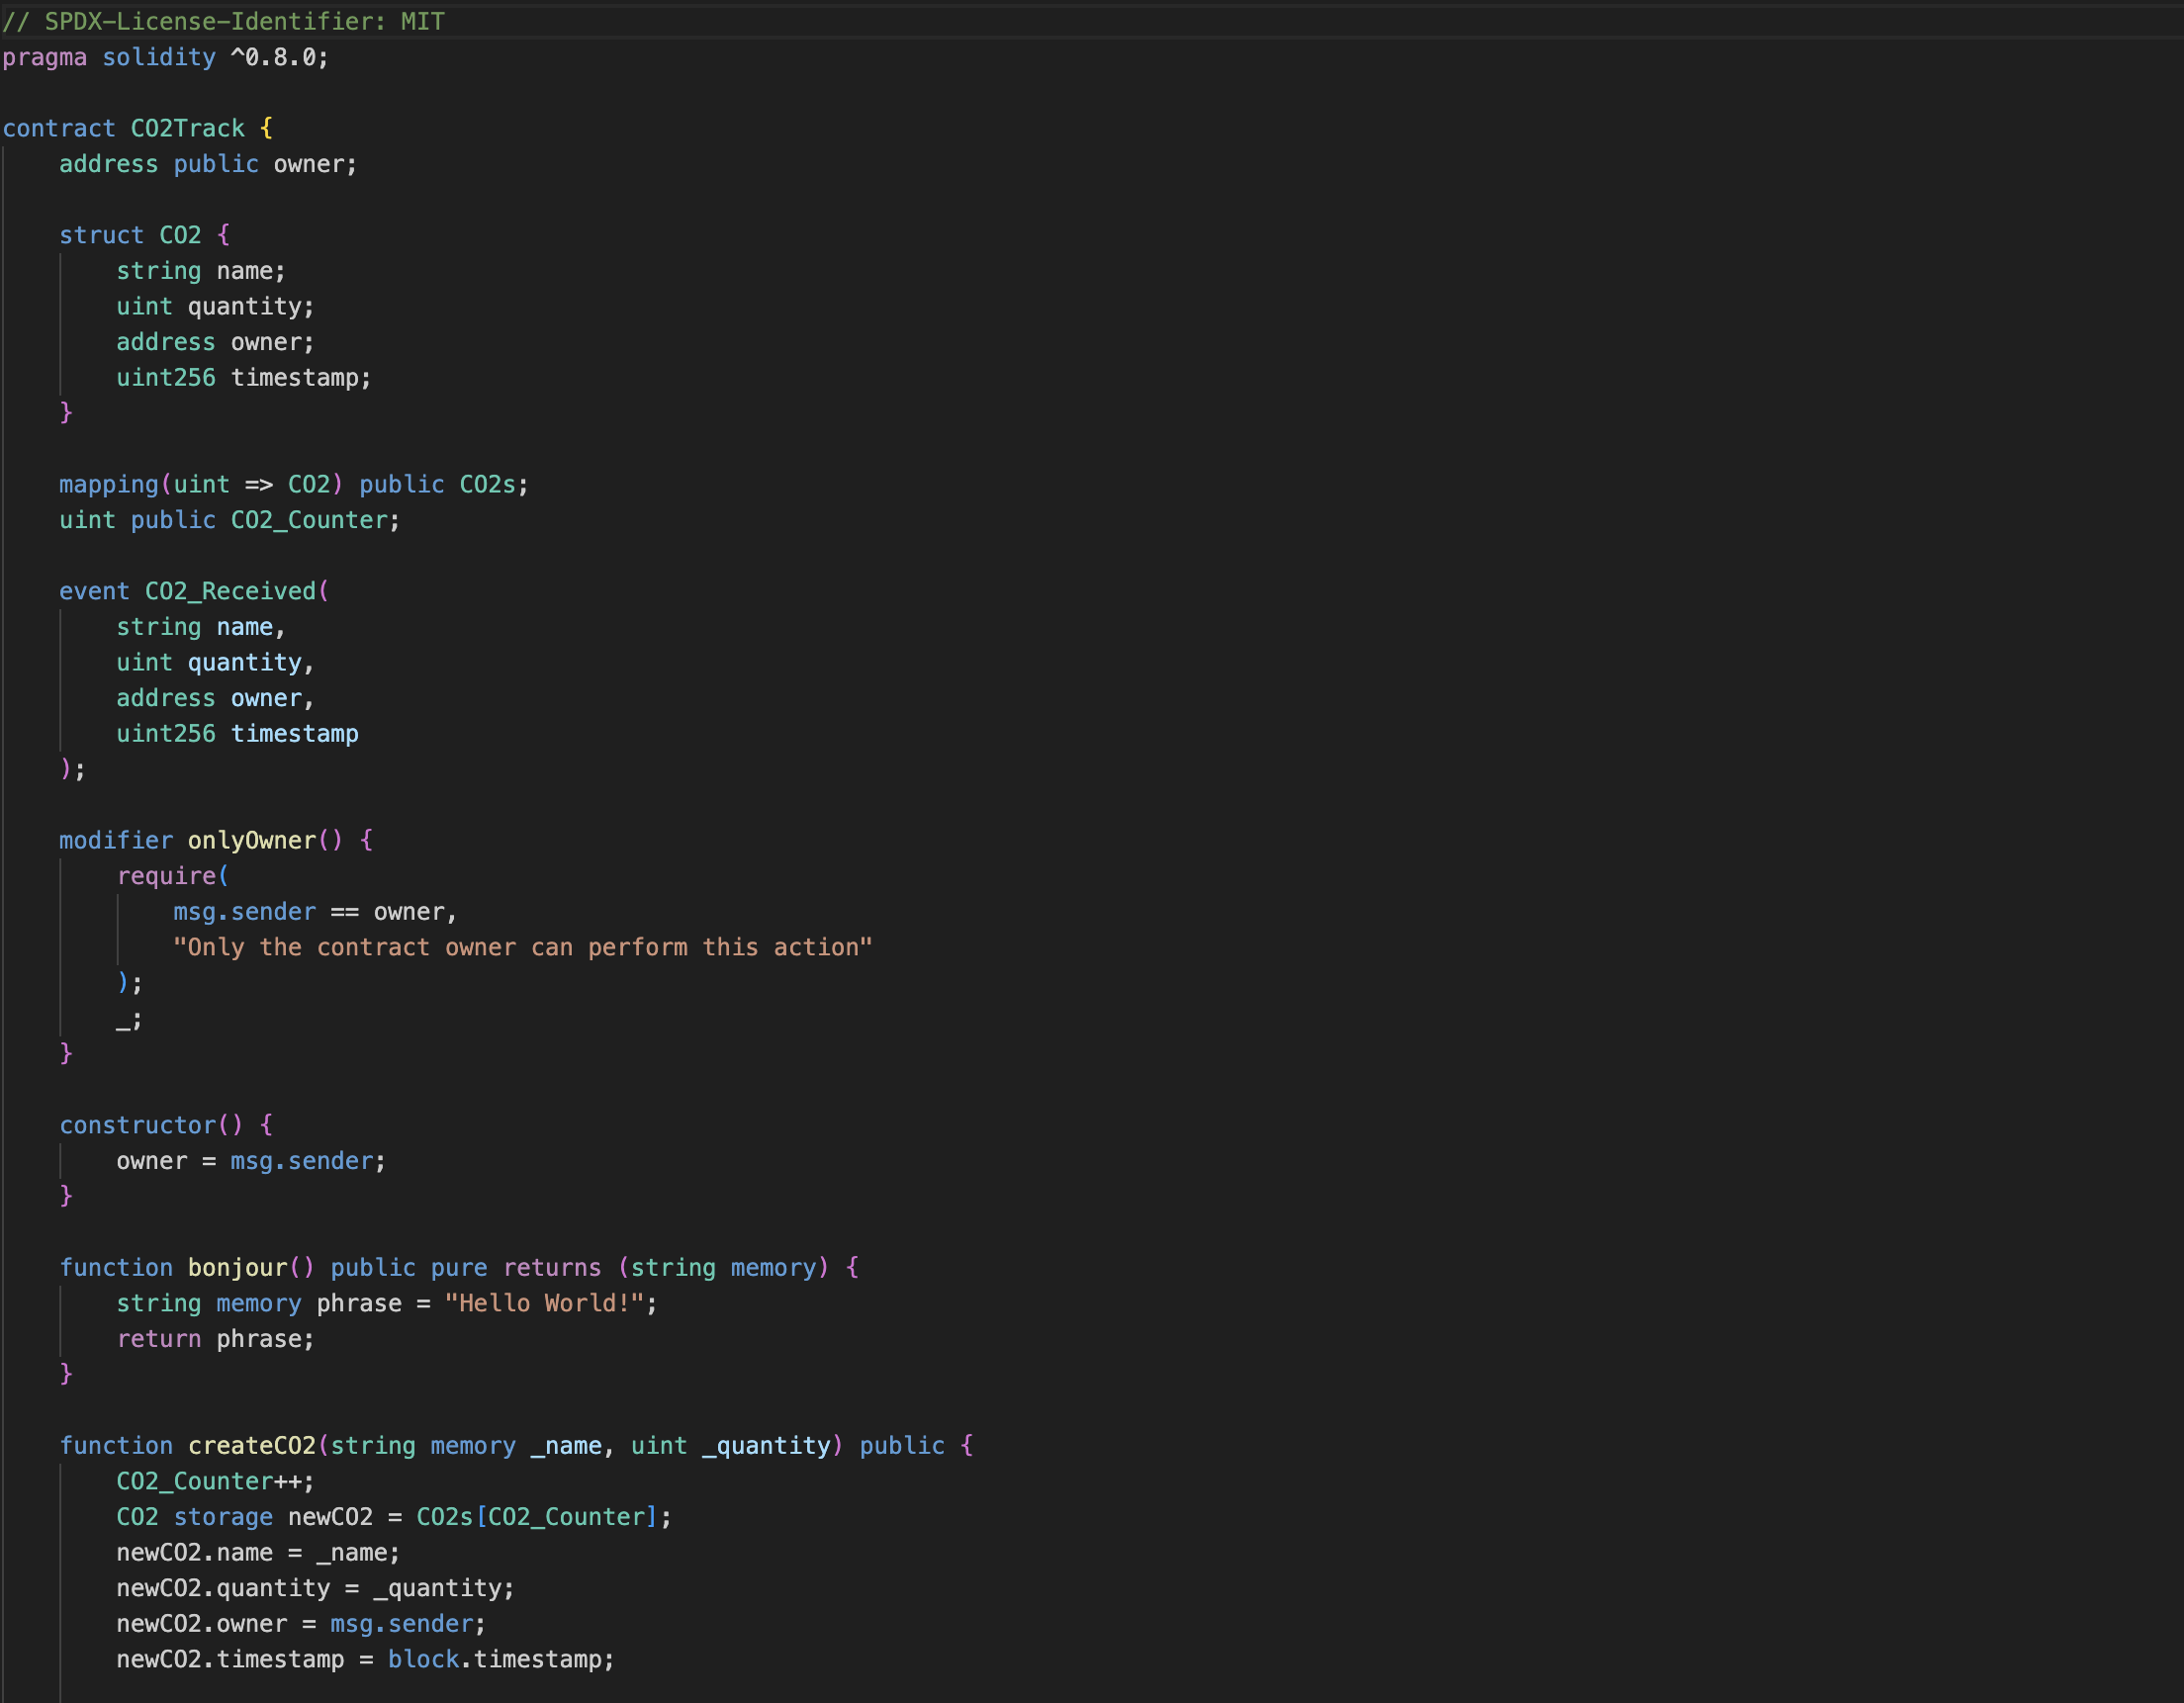 // SPDX-License-Identifier: MIT
pragma solidity ^0.8.0;

contract CO2Track {
    address public owner;

    struct CO2 {
        string name;
        uint quantity;
        address owner;
        uint256 timestamp;
    }

    mapping(uint => CO2) public CO2s;
    uint public CO2_Counter;

    event CO2_Received(
        string name,
        uint quantity,
        address owner,
        uint256 timestamp
    );

    modifier onlyOwner() {
        require(
            msg.sender == owner,
            "Only the contract owner can perform this action"
        );
        _;
    }

    constructor() {
        owner = msg.sender;
    }

    function bonjour() public pure returns (string memory) {
        string memory phrase = "Hello World!";
        return phrase;
    }

    function createCO2(string memory _name, uint _quantity) public {
        CO2_Counter++;
        CO2 storage newCO2 = CO2s[CO2_Counter];
        newCO2.name = _name;
        newCO2.quantity = _quantity;
        newCO2.owner = msg.sender;
        newCO2.timestamp = block.timestamp;